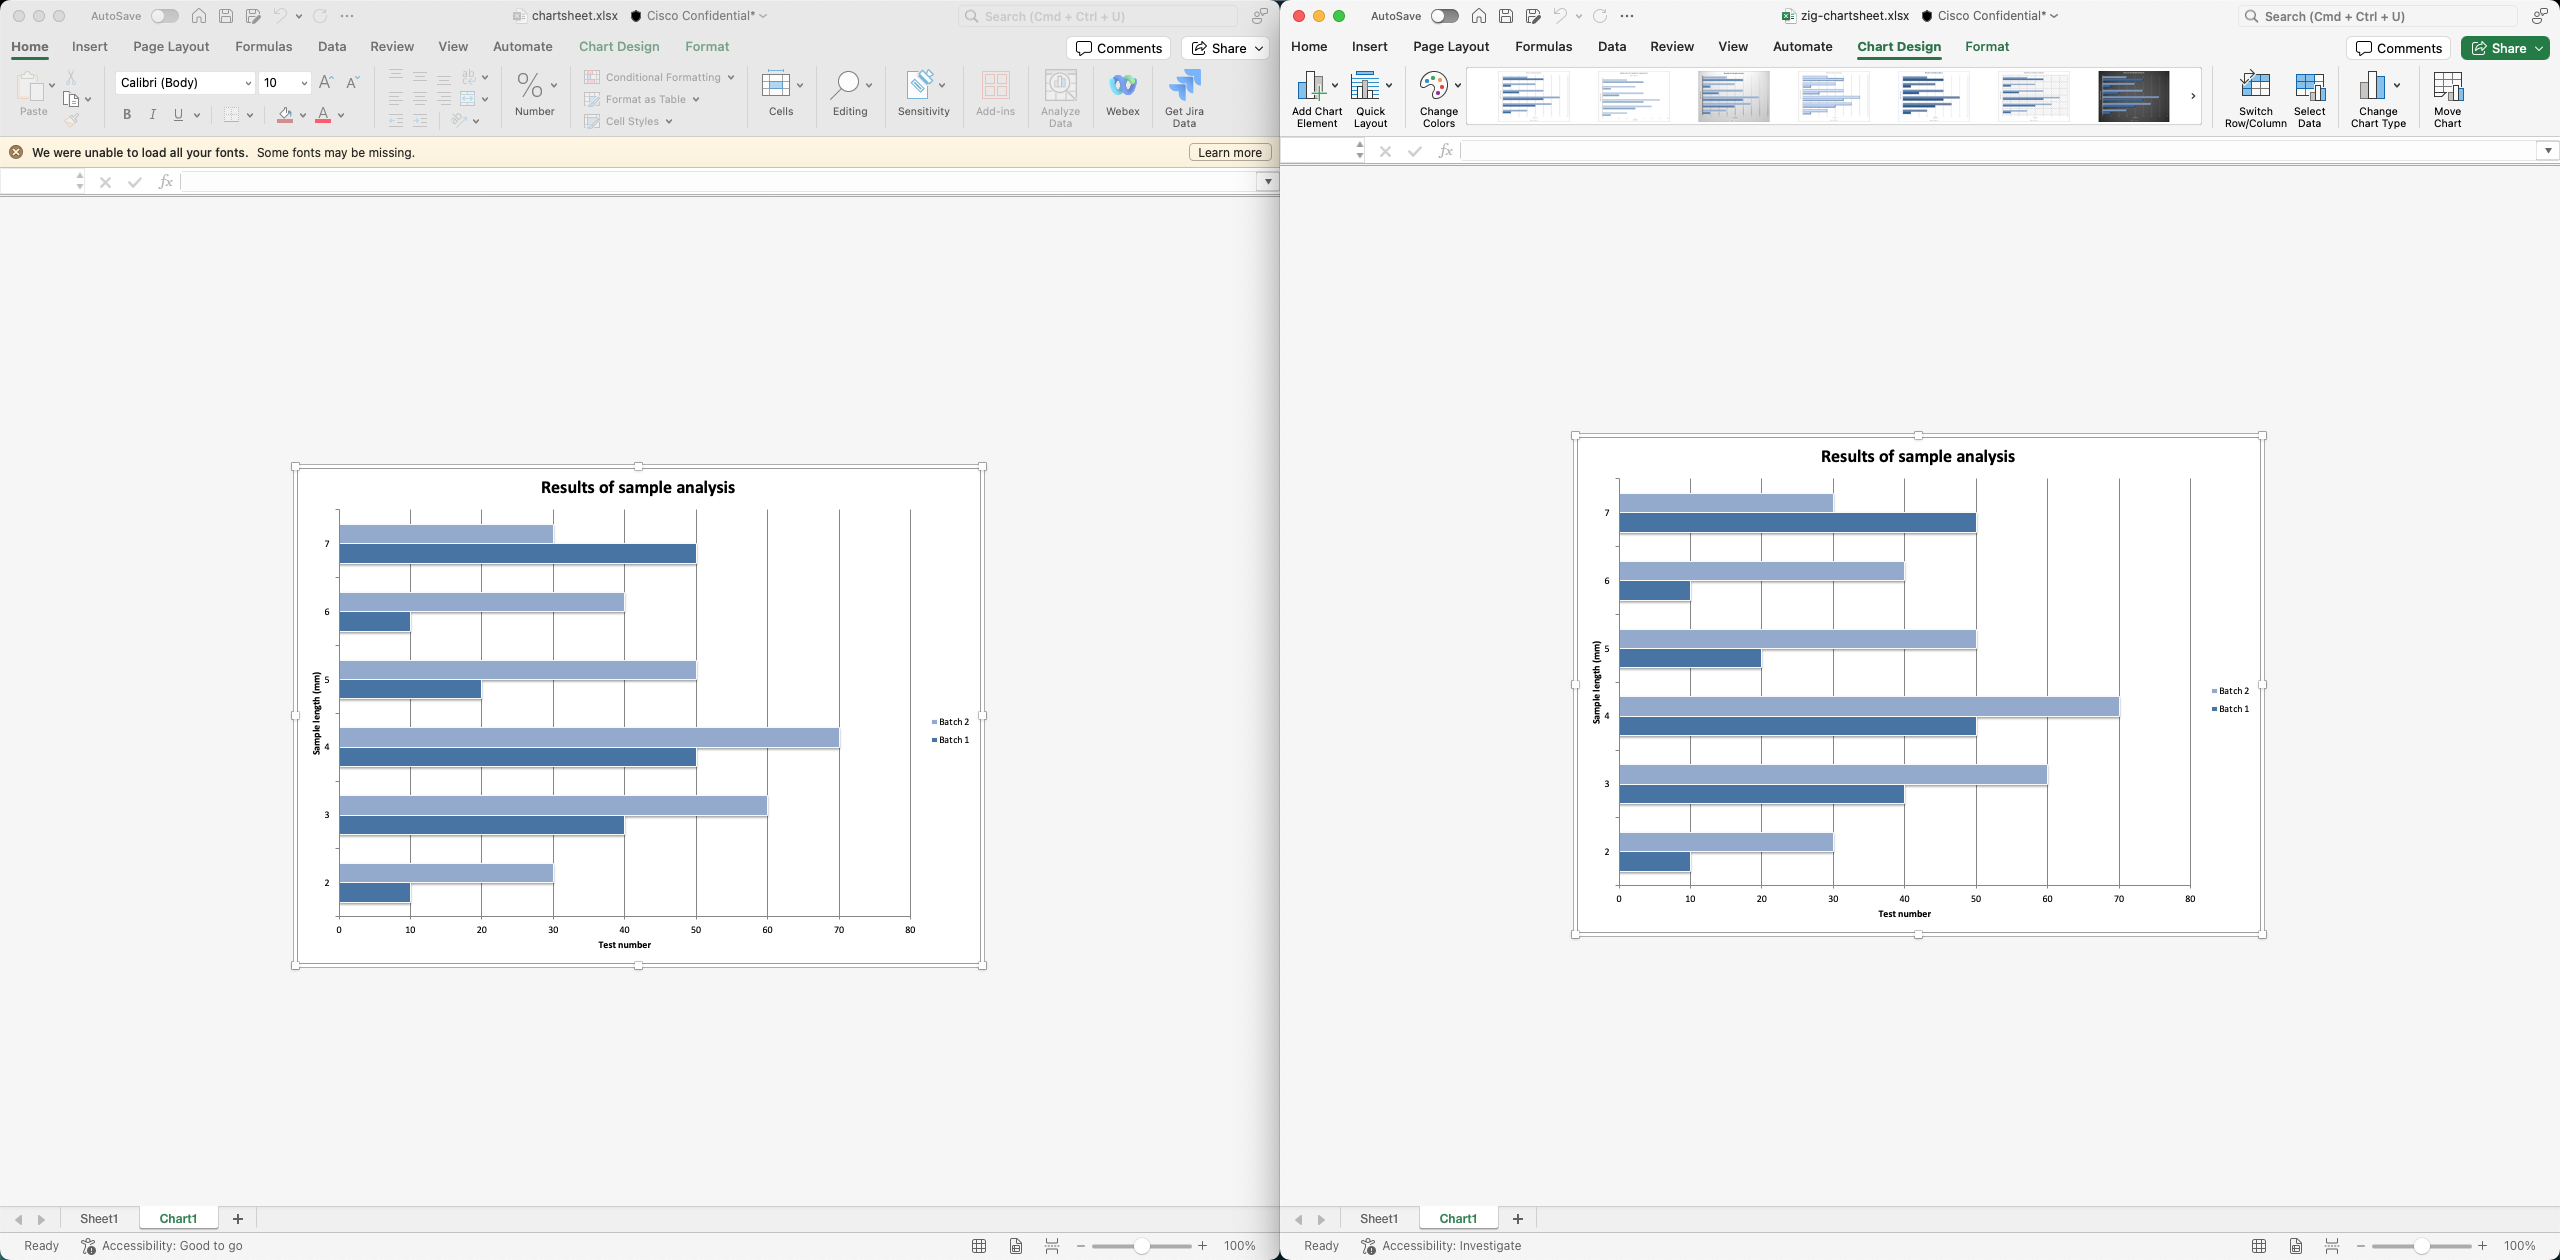 AutoSave
chartsheet.xlsx
Cisco Confidential*
Search (Cmd + Ctrl + U)
Home Insert Page Layout Formulas Data Review View Automate Chart Design Format
Comments
Share
Paste
Calibri (Body)
10
B I U
Number
Conditional Formatting
Format as Table
Cell Styles
Cells
Editing
Sensitivity
Add-ins
Analyze
Data
Webex
Get Jira
Data
We were unable to load all your fonts. Some fonts may be missing.
Learn more
fx
Results of sample analysis
7
6
5
4
3
2
Sample length (mm)
0 10 20 30 40 50 60 70 80
Test number
Batch 2
Batch 1
Sheet1
Chart1
Ready
Accessibility: Good to go
100%
AutoSave
zig-chartsheet.xlsx
Cisco Confidential*
Search (Cmd + Ctrl + U)
Home Insert Page Layout Formulas Data Review View Automate Chart Design Format
Comments
Share
Add Chart
Element
Quick
Layout
Change
Colors
Switch
Row/Column
Select
Data
Change
Chart Type
Move
Chart
fx
Results of sample analysis
7
6
5
4
3
2
Sample length (mm)
0 10 20 30 40 50 60 70 80
Test number
Batch 2
Batch 1
Sheet1
Chart1
Ready
Accessibility: Investigate
100%